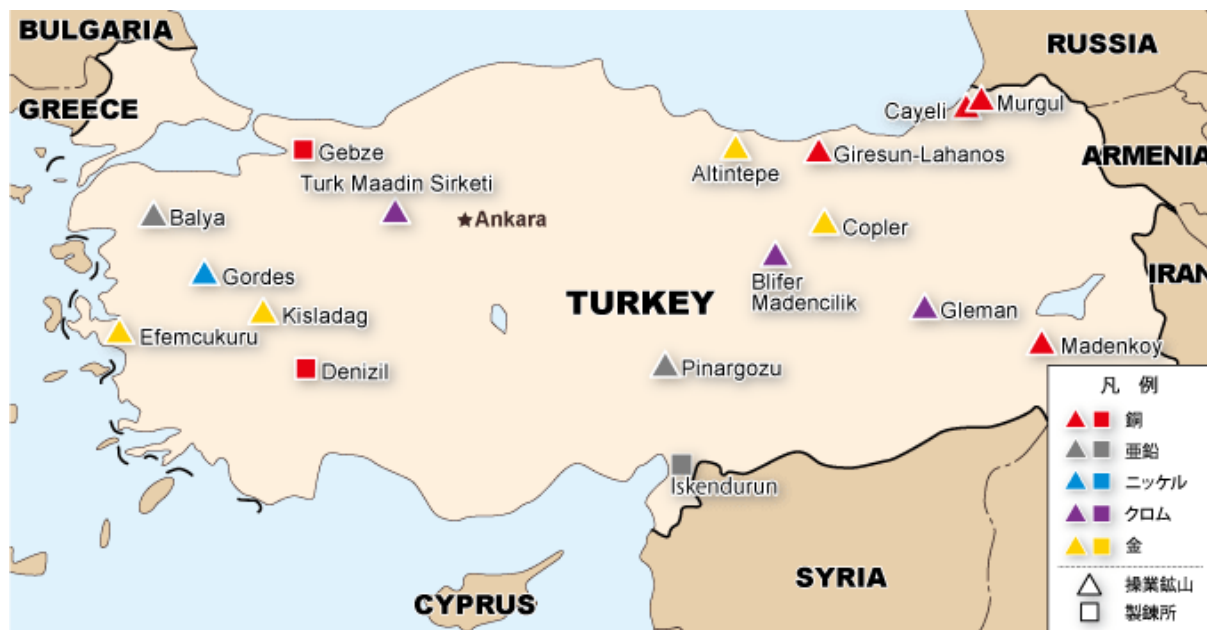 BULGARIA
RUSSIA
GREECE
Cayeli
Murgul
Gebze
Giresun-Lahanos
ARMENIA
Altintepe
Turk Maadin Sirketi
Balya
Ankara
Copler
Gordes
IRAN
Blifer
Madencilik
TURKEY
Kisladag
Gleman
Efemcukuru
Madenkoy
Denizil
Pinargozu
Iskendurun
SYRIA
CYPRUS
凡 例
銅
亜鉛
ニッケル
クロム
金
操業鉱山
製錬所